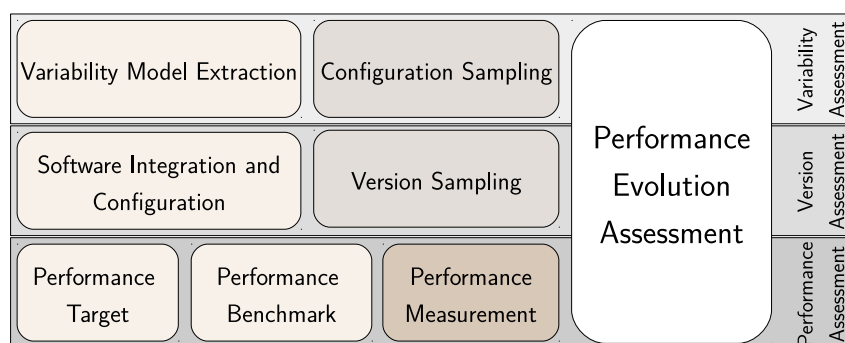 Variability Model Extraction
Configuration Sampling
Variability
Assessment
Software Integration and
Configuration
Version Sampling
Performance
Evolution
Assessment
Version
Assessment
Performance
Target
Performance
Benchmark
Performance
Measurement
Performance
Assessment